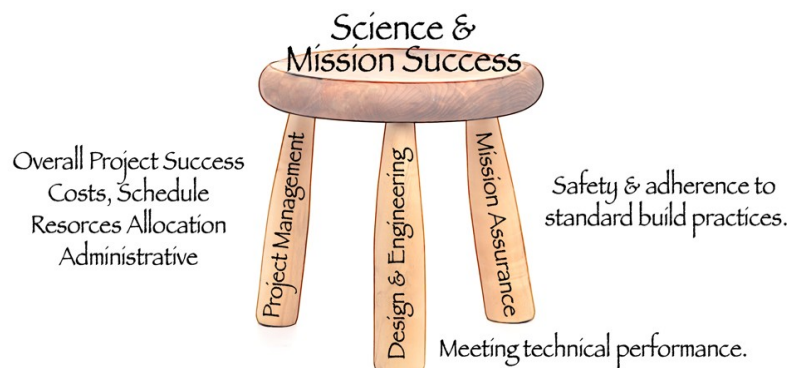 Science &
Mission Success
Overall Project Success
Costs, Schedule
Resorces Allocation
Administrative
Project Management
Design & Engineering
Mission Assurance
Safety & adherence to
standard build practices.
Meeting technical performance.